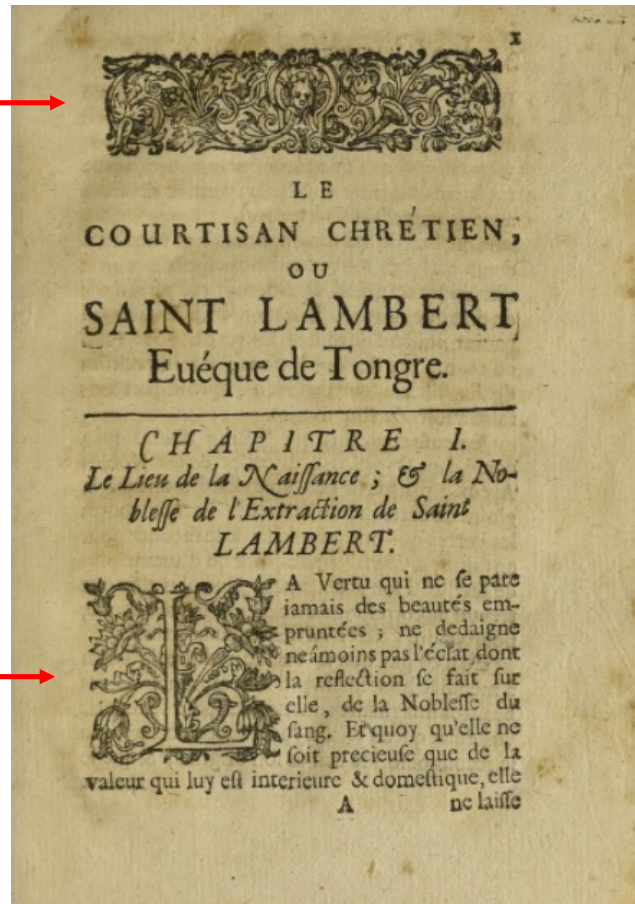 1
LE
COURTISAN CHRÉTIEN,
OU
SAINT LAMBERT
Euéque de Tongre.
CHAPITRE I.
Le Lieu de la Naiſſance ; & la No-
bleſſe de l'Extraction de Saint
LAMBERT.
LA Vertu qui ne ſe pare
iamais des beautés em-
pruntées ; ne dedaigne
neâmoins pas l'éclat dont
la reflection ſe fait ſur
elle, de la Nobleſſe du
ſang. Et quoy qu'elle ne
ſoit precieuſe que de la
valeur qui luy eſt interieure & domeſtique, elle
A ne laiſſe